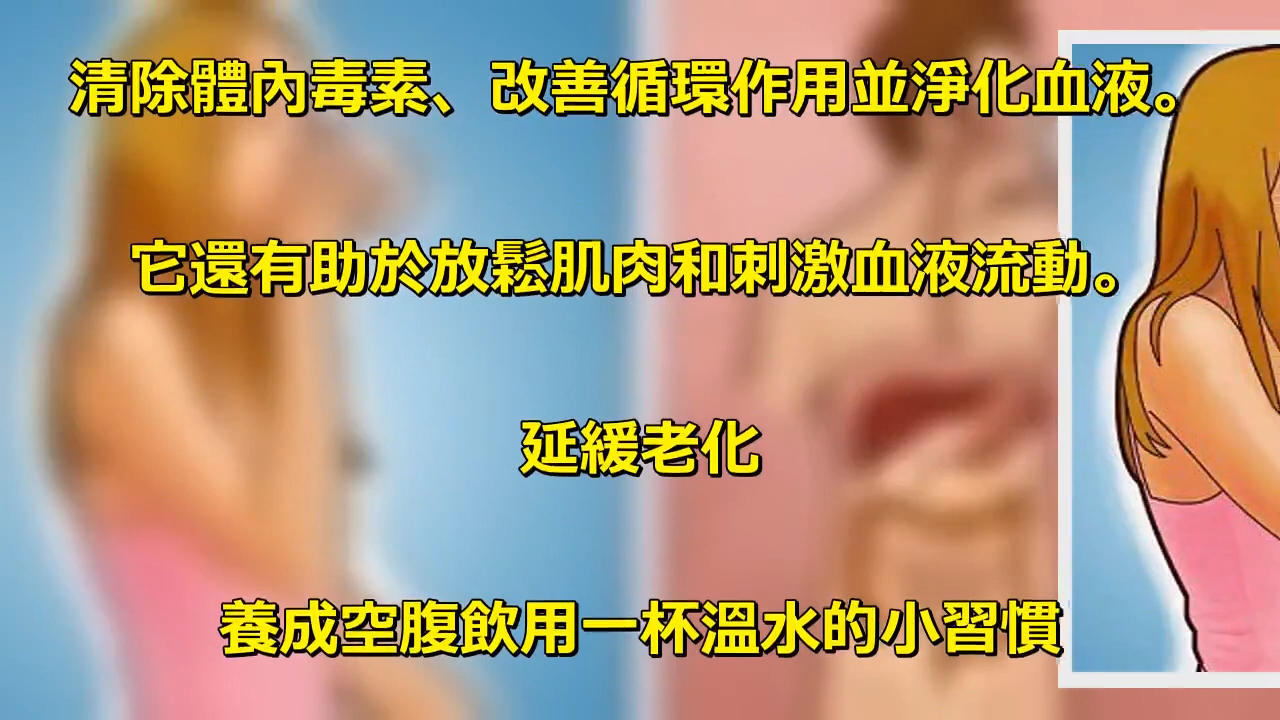 清除體內毒素、改善循環作用並淨化血液。
它還有助於放鬆肌肉和刺激血液流動。
延緩老化
養成空腹飲用一杯溫水的小習慣